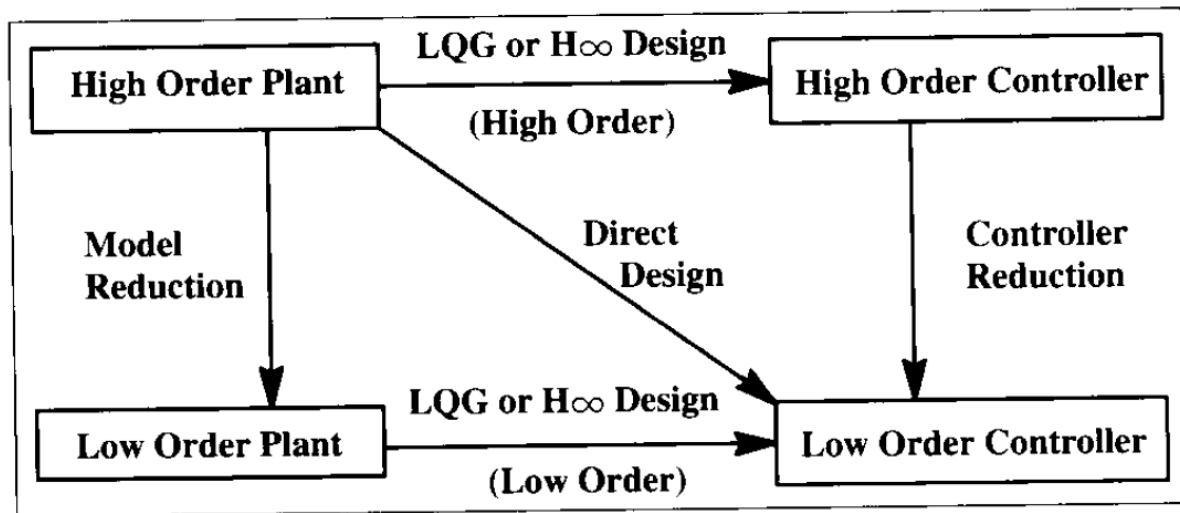 LQG or H∞ Design
High Order Plant
High Order Controller
(High Order)
Model
Reduction
Direct
Design
Controller
Reduction
LQG or H∞ Design
Low Order Plant
Low Order Controller
(Low Order)